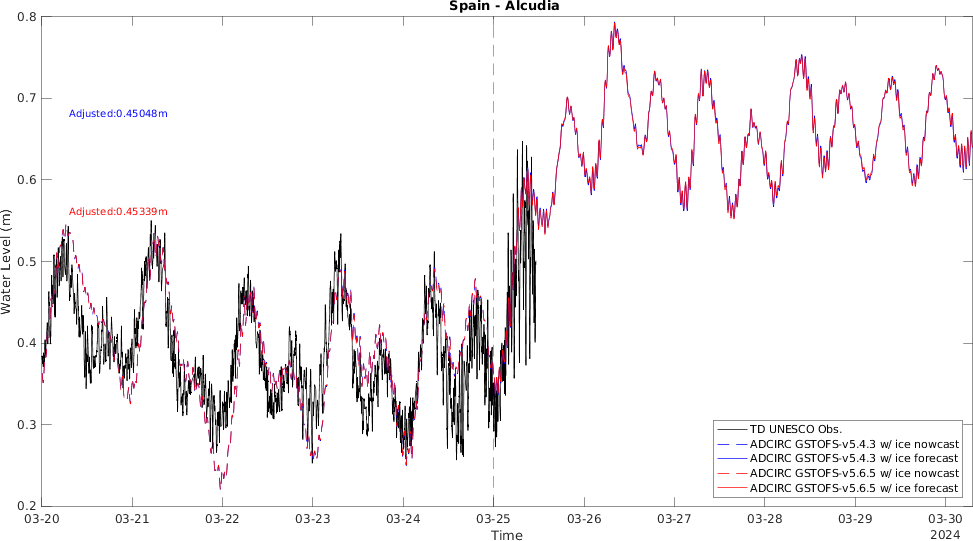 Spain - Alcudia
0.8
0.7
0.6
0.5
0.4
0.3
0.2
Water Level (m)
Adjusted:0.45048m
Adjusted:0.45339m
TD UNESCO Obs.
ADCIRC GSTOFS-v5.4.3 w/ ice nowcast
ADCIRC GSTOFS-v5.4.3 w/ ice forecast
ADCIRC GSTOFS-v5.6.5 w/ ice nowcast
ADCIRC GSTOFS-v5.6.5 w/ ice forecast
03-20 03-21 03-22 03-23 03-24 03-25 03-26 03-27 03-28 03-29 03-30
2024
Time